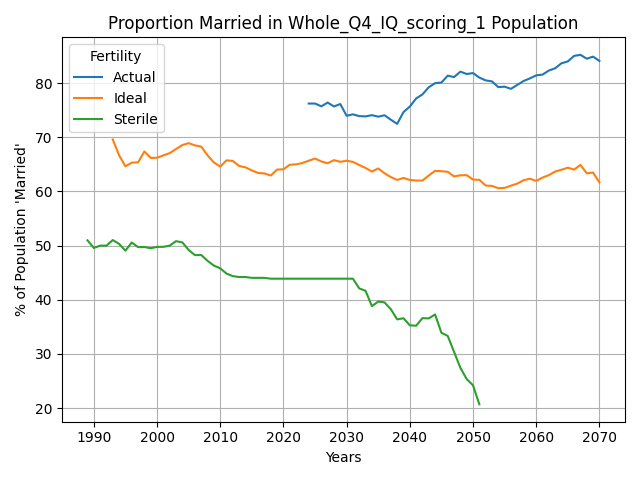 Proportion Married in Whole_Q4_IQ_scoring_1 Population
Fertility
Actual
Ideal
Sterile
% of Population 'Married'
80
70
60
50
40
30
20
1990 2000 2010 2020 2030 2040 2050 2060 2070
Years